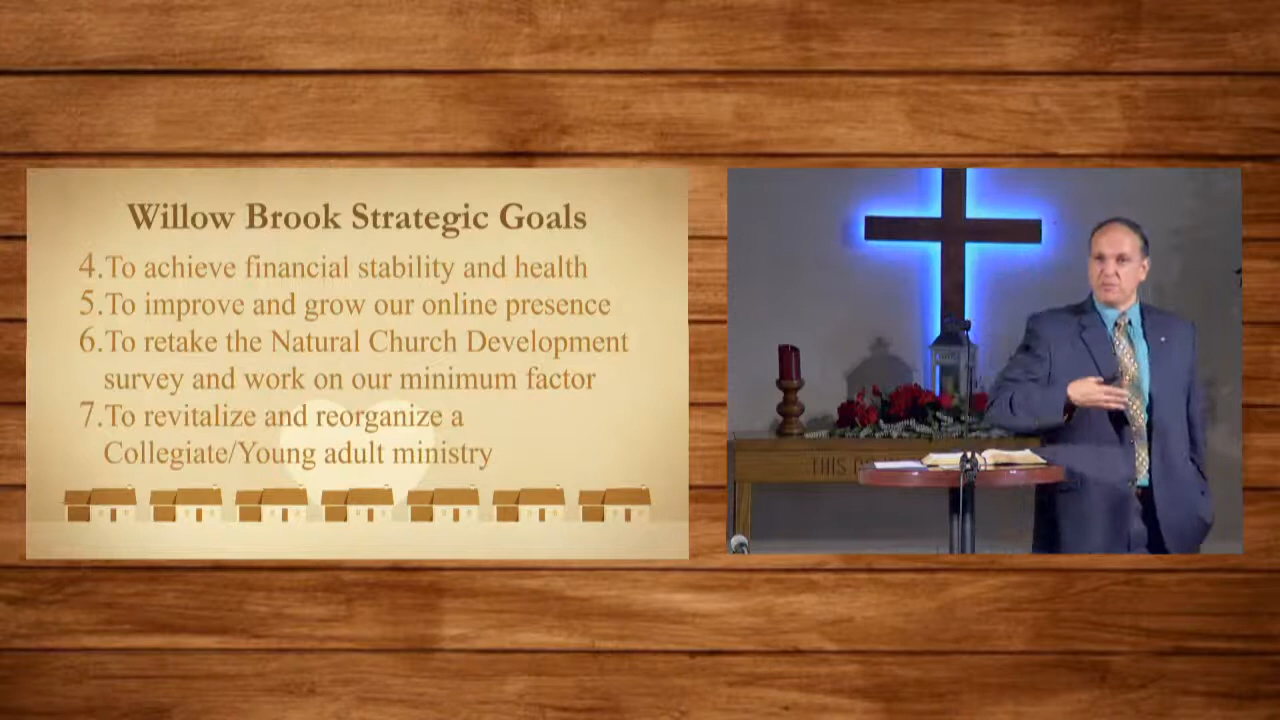 Willow Brook Strategic Goals
4.To achieve financial stability and health
5.To improve and grow our online presence
6.To retake the Natural Church Development
survey and work on our minimum factor
7.To revitalize and reorganize a
Collegiate/Young adult ministry
THIS